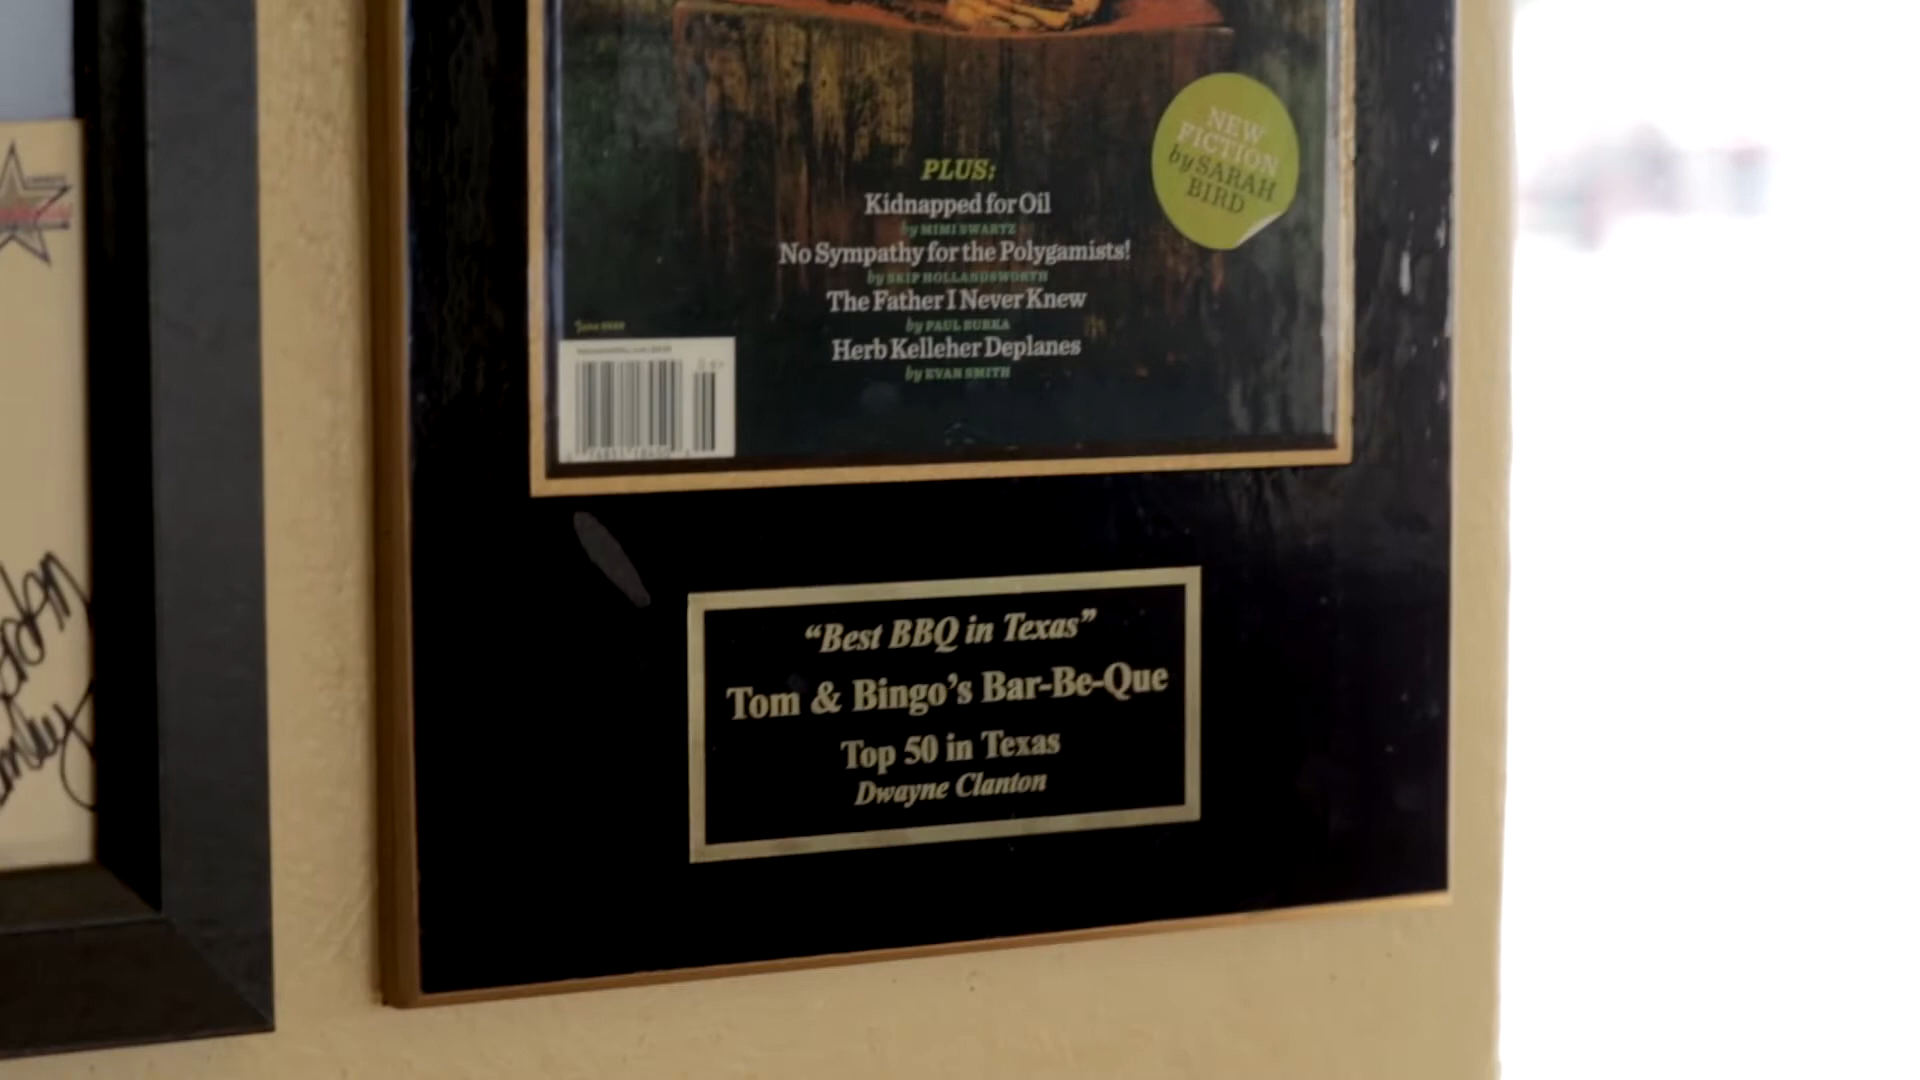 NEW
FICTION
by SARAH
BIRD
PLUS:
Kidnapped for Oil
by MIMI SWARTZ
No Sympathy for the Polygamists!
by SKIP HOLLANDSWORTH
The Father I Never Knew
by PAUL BURKA
Herb Kelleher Deplanes
by EVAN SMITH
“Best BBQ in Texas”
Tom & Bingo’s Bar-Be-Que
Top 50 in Texas
Dwayne Clanton